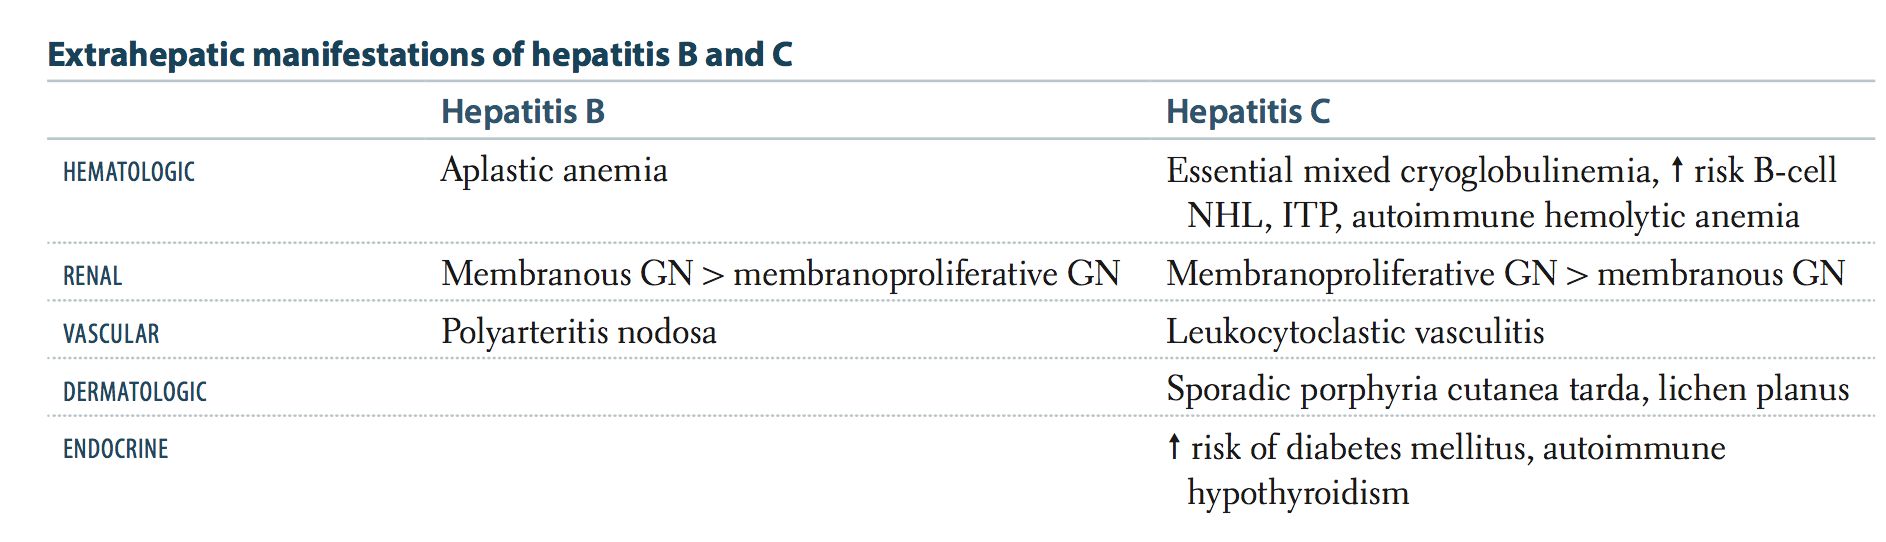 Extrahepatic manifestations of hepatitis B and C
Hepatitis B Hepatitis C
HEMATOLOGIC Aplastic anemia Essential mixed cryoglobulinemia, ↑ risk B-cell
NHL, ITP, autoimmune hemolytic anemia
RENAL Membranous GN > membranoproliferative GN Membranoproliferative GN > membranous GN
VASCULAR Polyarteritis nodosa Leukocytoclastic vasculitis
DERMATOLOGIC Sporadic porphyria cutanea tarda, lichen planus
ENDOCRINE ↑ risk of diabetes mellitus, autoimmune
hypothyroidism